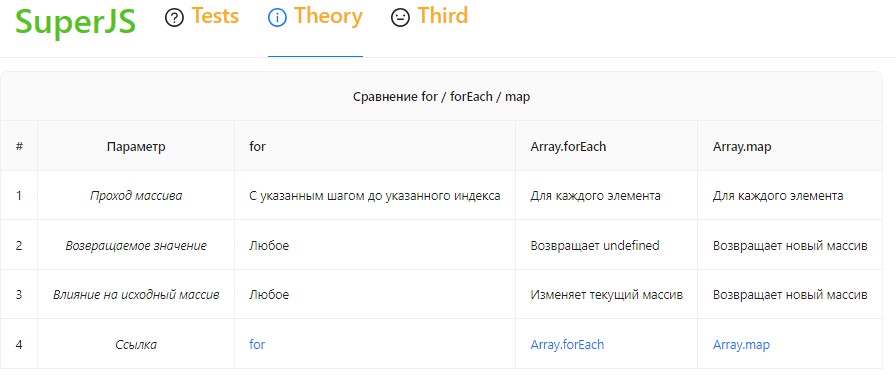 SuperJS Tests Theory Third
Сравнение for / forEach / map
# Параметр for Array.forEach Array.map
1 Проход массива С указанным шагом до указанного индекса Для каждого элемента Для каждого элемента
2 Возвращаемое значение Любое Возвращает undefined Возвращает новый массив
3 Влияние на исходный массив Любое Изменяет текущий массив Возвращает новый массив
4 Ссылка for Array.forEach Array.map